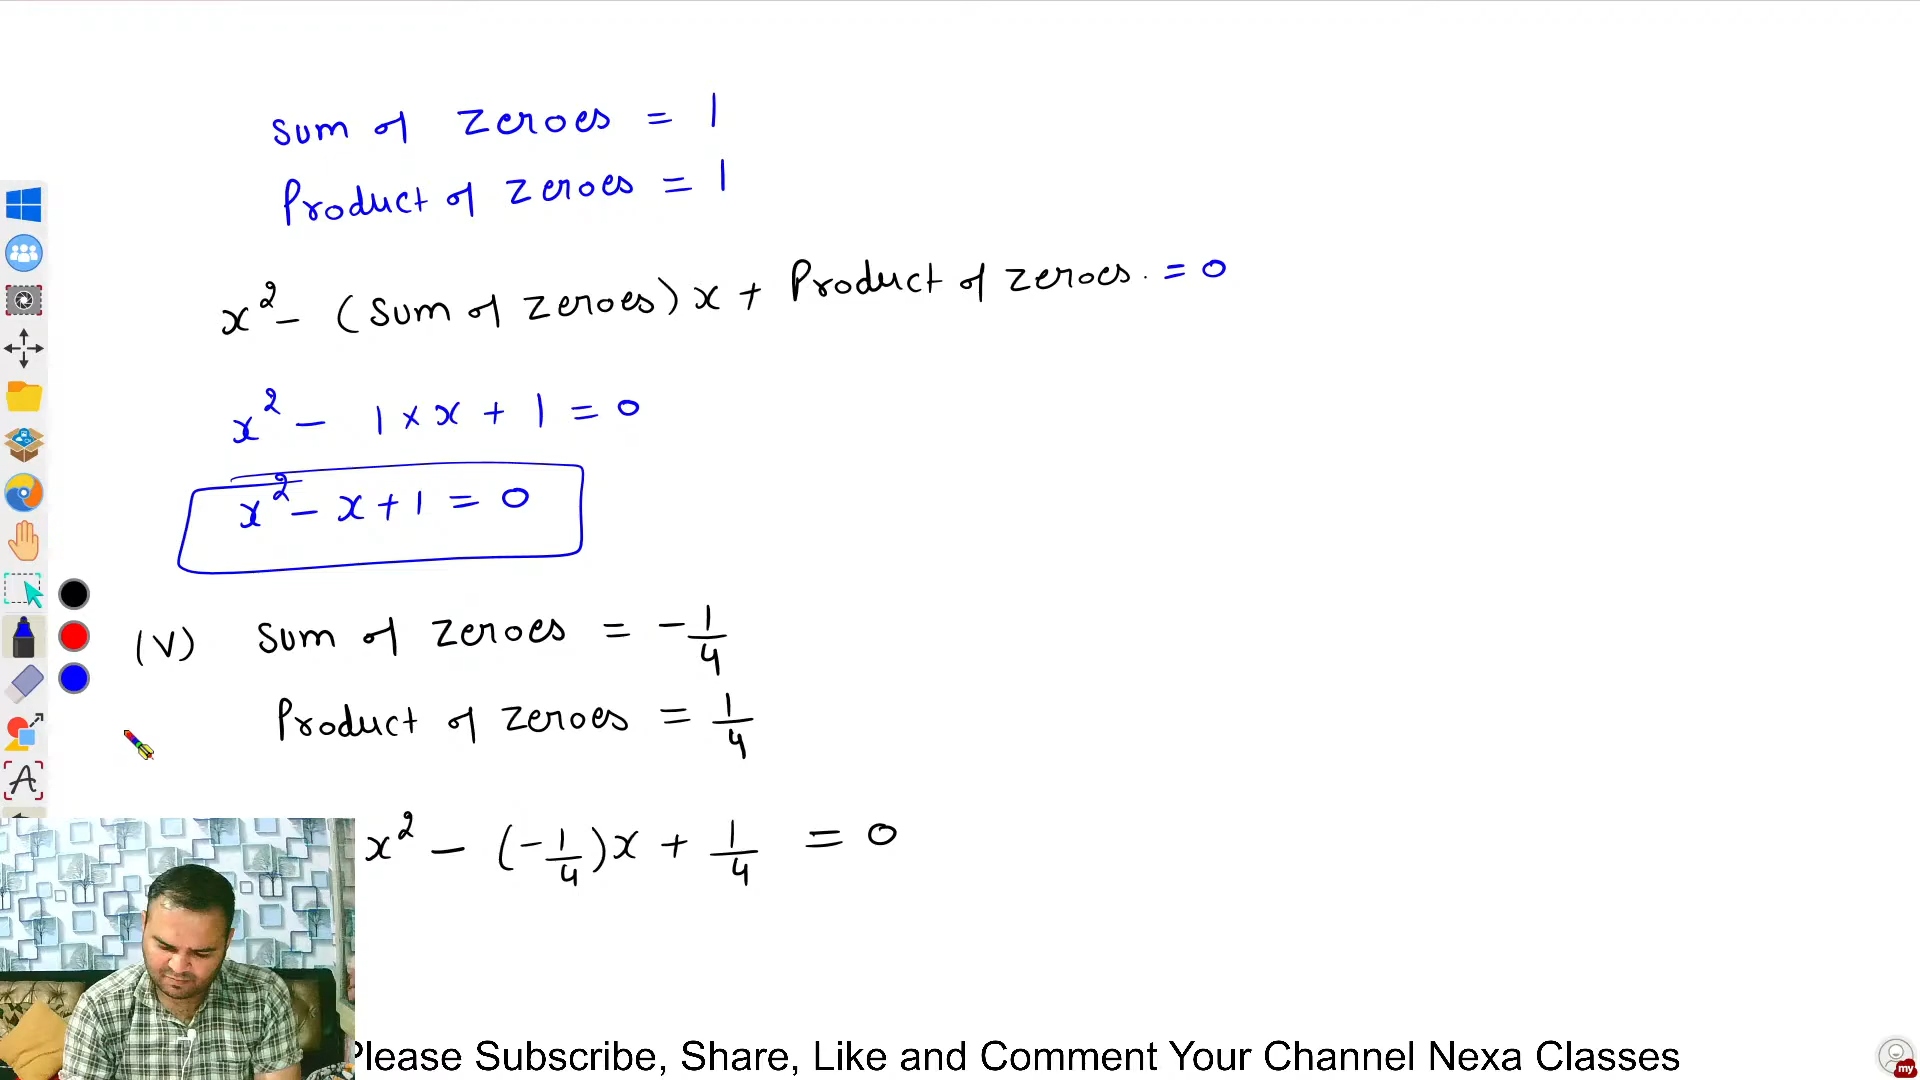 Sum of zeroes = 1
Product of zeroes = 1
x² - (Sum of zeroes) x + Product of zeroes. = 0
x² - 1 × x + 1 = 0
x² - x + 1 = 0
(V) Sum of zeroes = -1/4
Product of zeroes = 1/4
x² - (-1/4)x + 1/4 = 0
Please Subscribe, Share, Like and Comment Your Channel Nexa Classes
my